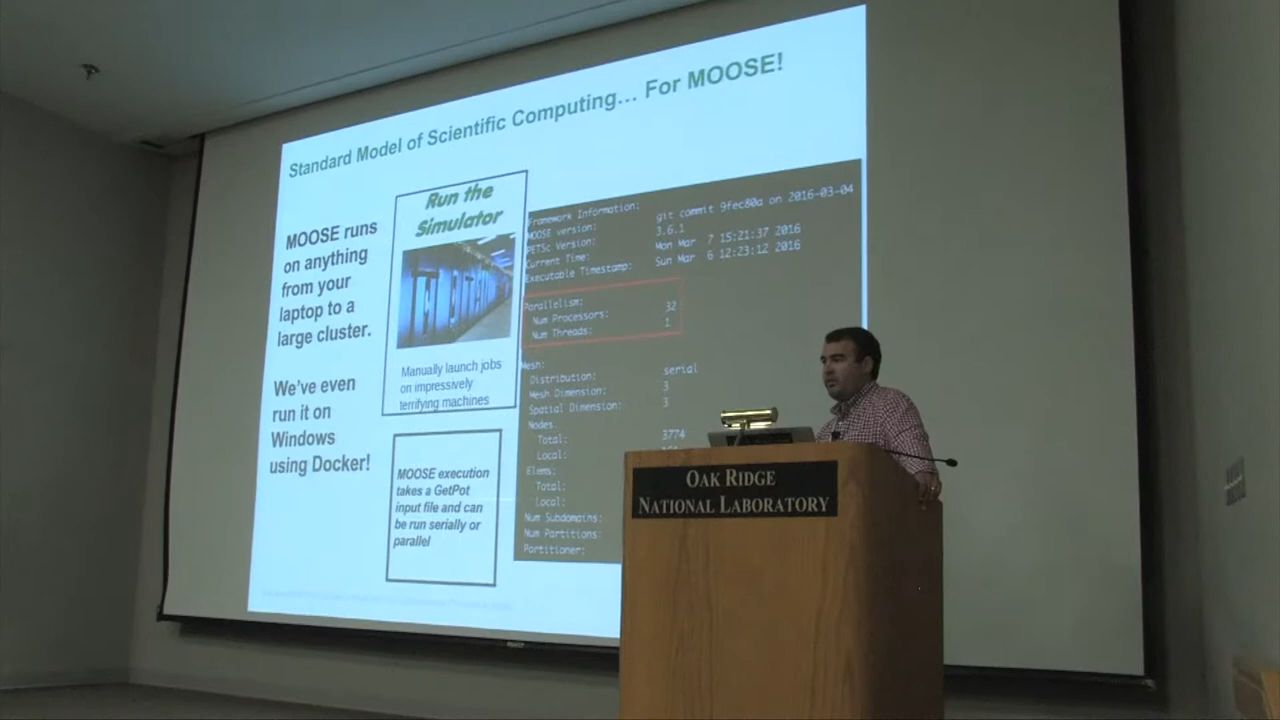 Standard Model of Scientific Computing… For MOOSE!
MOOSE runs
on anything
from your
laptop to a
large cluster.
We've even
run it on
Windows
using Docker!
Run the
Simulator
TITAN
Manually launch jobs
on impressively
terrifying machines
MOOSE execution
takes a GetPot
input file and can
be run serially or
parallel
Framework Information:
MOOSE version: git commit 9fec80a on 2016-03-04
PETSc Version: 3.6.1
Current Time: Mon Mar 7 15:21:37 2016
Executable Timestamp: Sun Mar 6 12:23:12 2016
Parallelism:
Num Processors: 32
Num Threads: 1
Mesh:
Distribution: serial
Mesh Dimension: 3
Spatial Dimension: 3
Nodes:
Total: 3774
Local:
Elems:
Total:
Local:
Num Subdomains:
Num Partitions:
Partitioner:
OAK RIDGE
NATIONAL LABORATORY